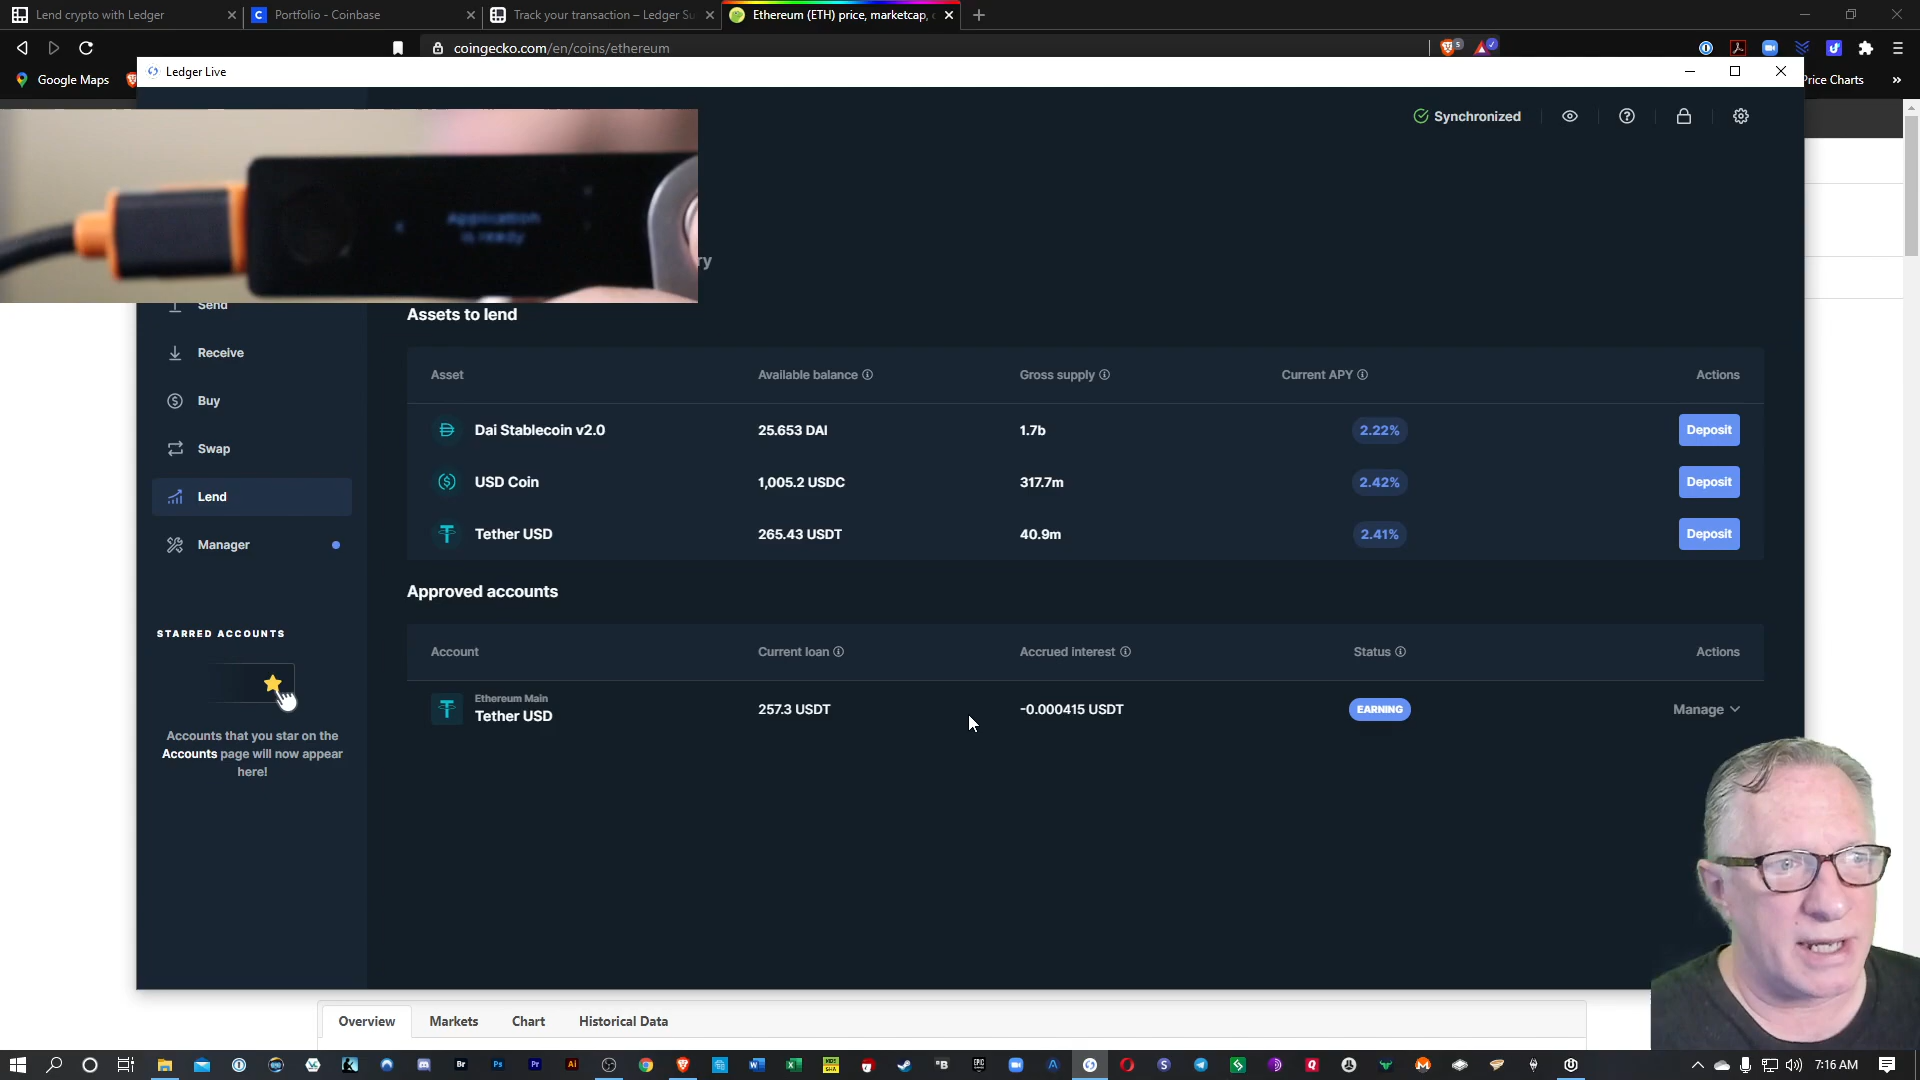 Lend crypto with Ledger
Portfolio - Coinbase
Track your transaction – Ledger Su
Ethereum (ETH) price, marketcap,
coingecko.com/en/coins/ethereum
Google Maps
Price Charts
Ledger Live
Synchronized
Application
is ready
ry
Send
Receive
Buy
Swap
Lend
Manager
STARRED ACCOUNTS
Accounts that you star on the
Accounts page will now appear
here!
Assets to lend
Asset Available balance Gross supply Current APY Actions
Dai Stablecoin v2.0 25.653 DAI 1.7b 2.22% Deposit
USD Coin 1,005.2 USDC 317.7m 2.42% Deposit
Tether USD 265.43 USDT 40.9m 2.41% Deposit
Approved accounts
Account Current loan Accrued interest Status Actions
Ethereum Main
Tether USD 257.3 USDT -0.000415 USDT EARNING Manage
Overview Markets Chart Historical Data
7:16 AM